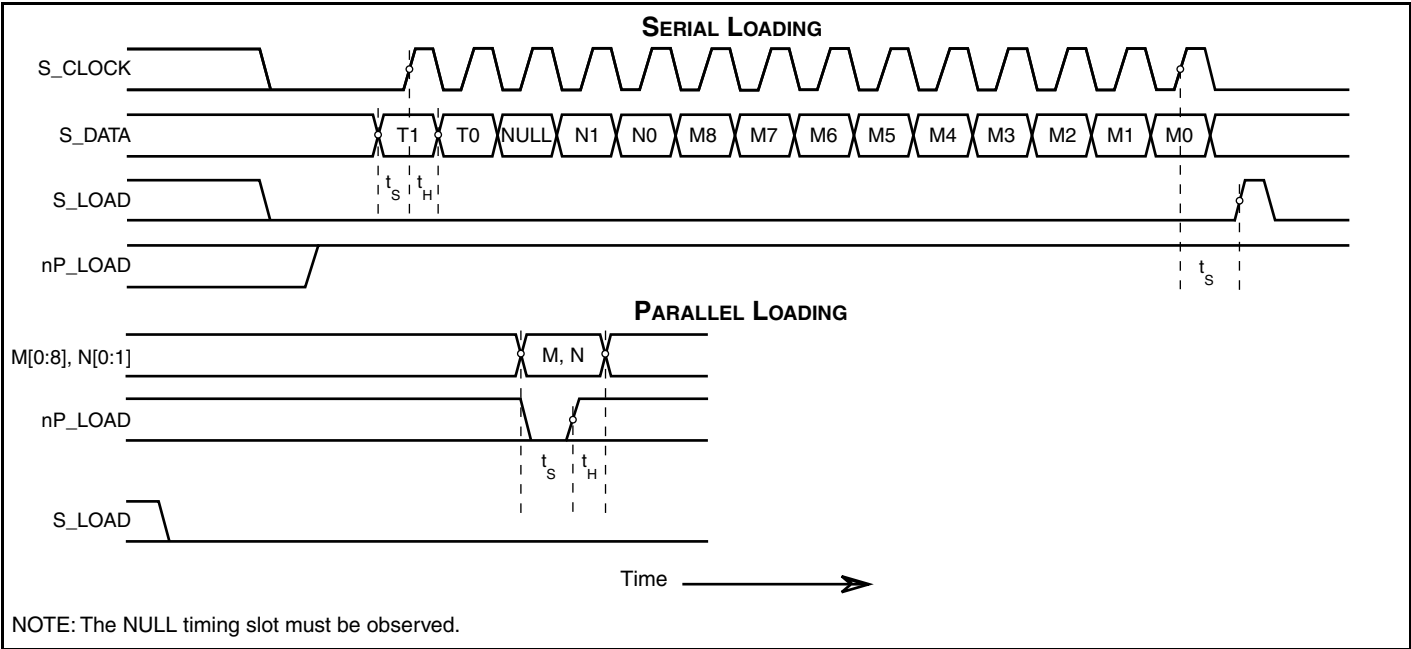 SERIAL LOADING
S_CLOCK
S_DATA T1 T0 NULL N1 N0 M8 M7 M6 M5 M4 M3 M2 M1 M0
tS tH
S_LOAD
nP_LOAD
tS
PARALLEL LOADING
M[0:8], N[0:1] M, N
nP_LOAD
tS tH
S_LOAD
Time
NOTE: The NULL timing slot must be observed.